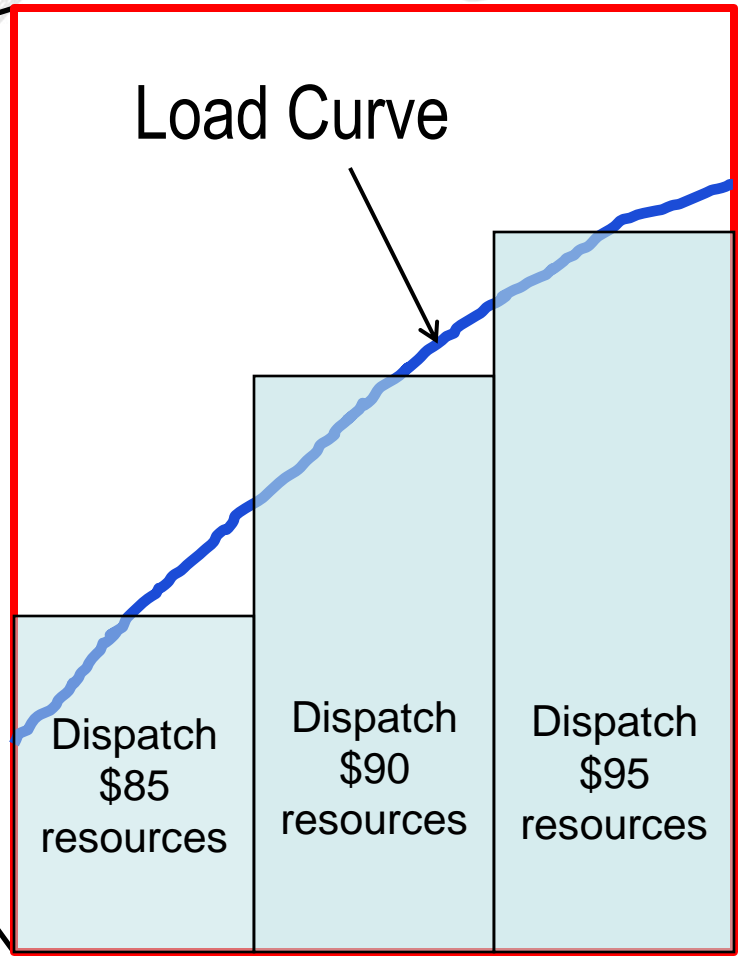 Load Curve
Dispatch
$85
resources
Dispatch
$90
resources
Dispatch
$95
resources